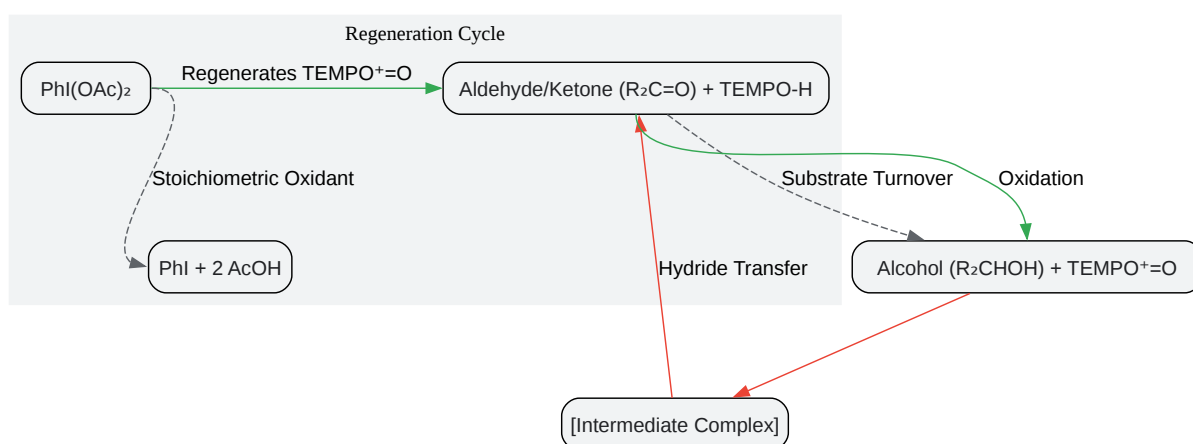 Regeneration Cycle
PhI(OAc)₂
Regenerates TEMPO⁺=O
Aldehyde/Ketone (R₂C=O) + TEMPO-H
Stoichiometric Oxidant
Substrate Turnover
Oxidation
PhI + 2 AcOH
Hydride Transfer
Alcohol (R₂CHOH) + TEMPO⁺=O
[Intermediate Complex]